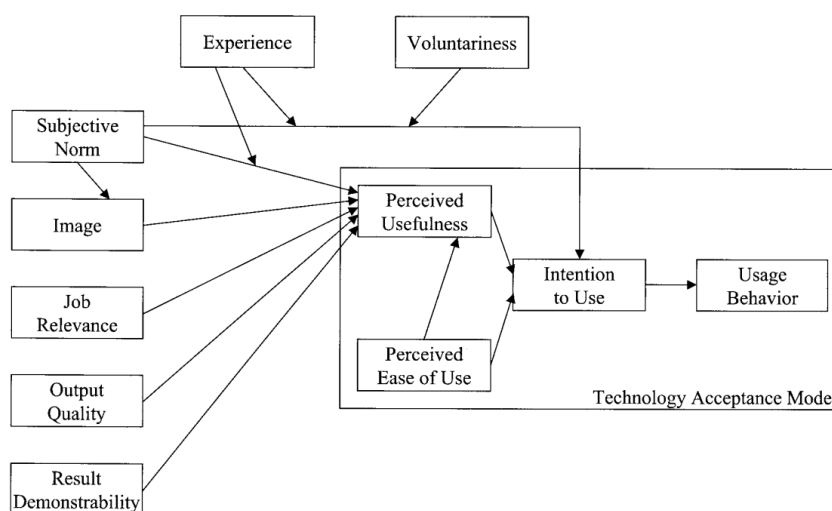 Experience
Voluntariness
Subjective
Norm
Image
Job
Relevance
Output
Quality
Result
Demonstrability
Perceived
Usefulness
Perceived
Ease of Use
Intention
to Use
Usage
Behavior
Technology Acceptance Mode